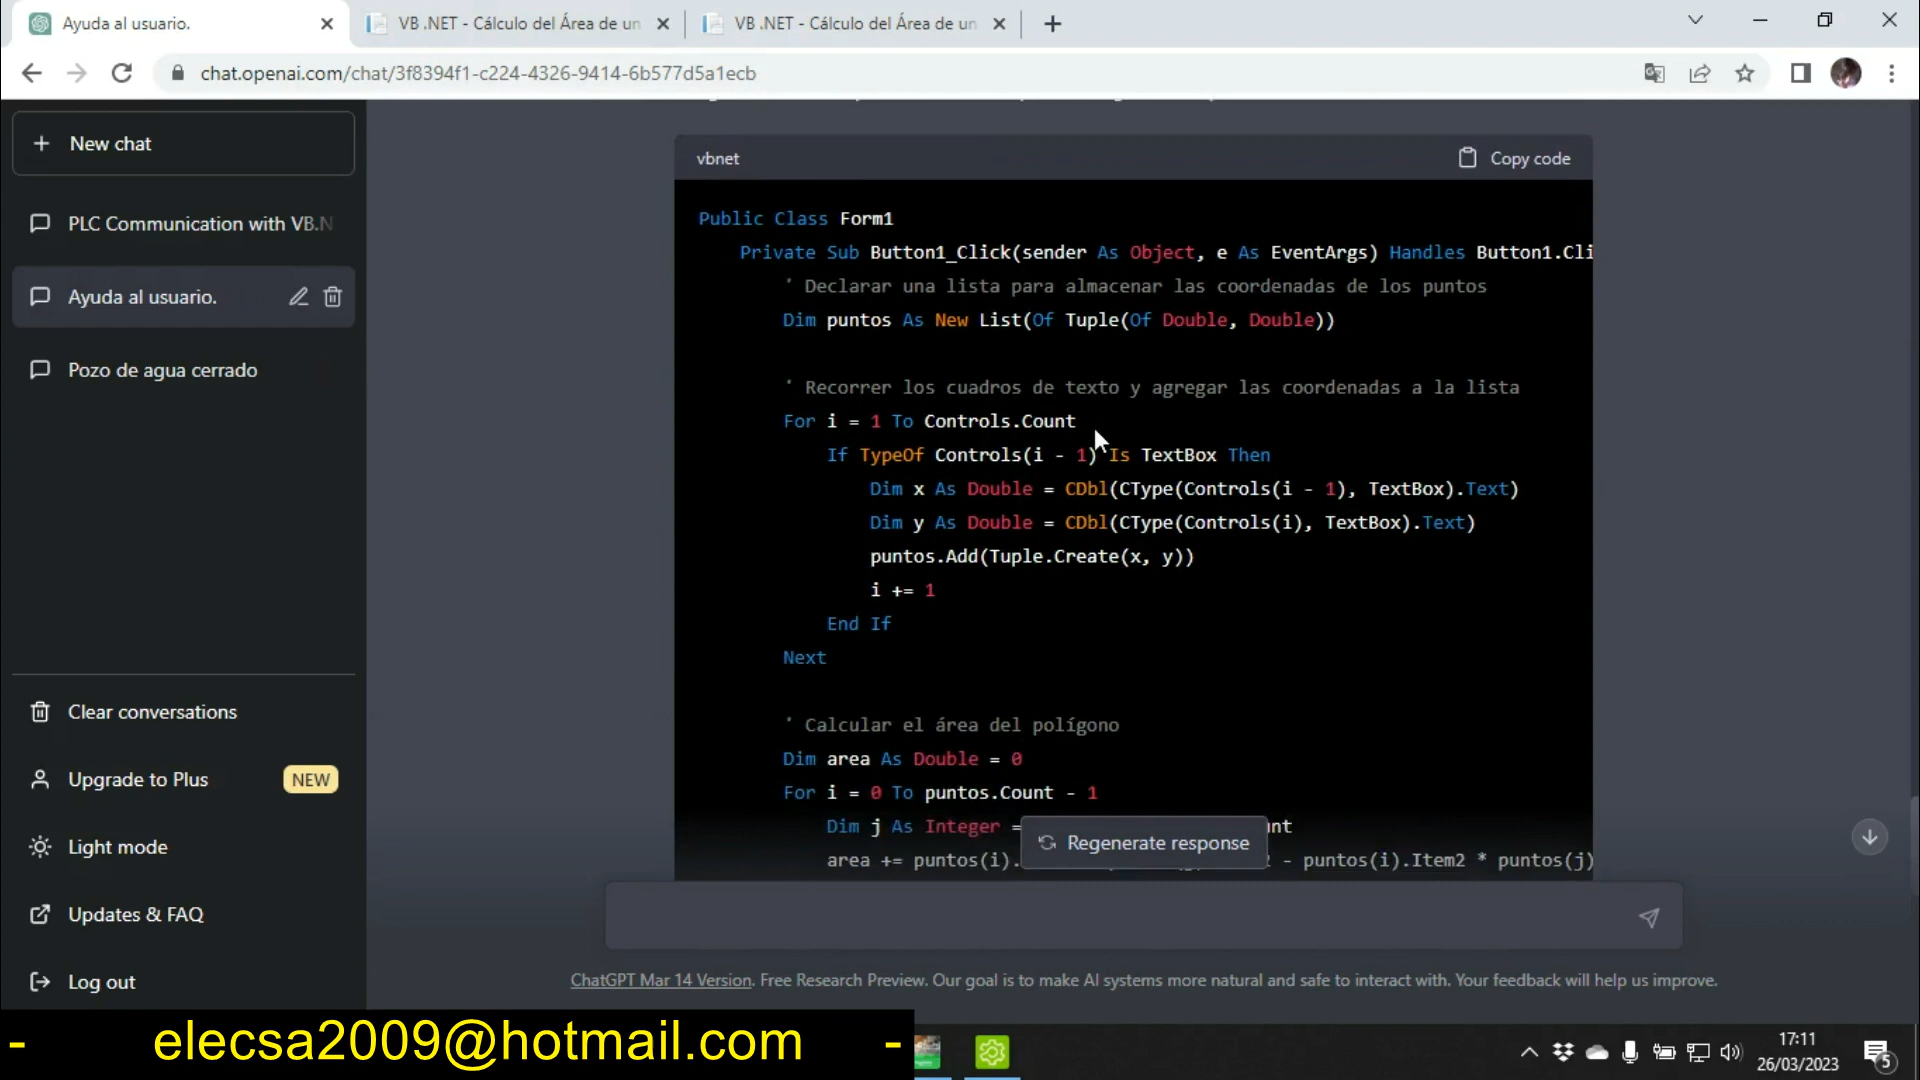 Ayuda al usuario.
VB .NET - Cálculo del Área de un
VB .NET - Cálculo del Área de un
chat.openai.com/chat/3f8394f1-c224-4326-9414-6b577d5a1ecb
New chat
PLC Communication with VB.N
Ayuda al usuario.
Pozo de agua cerrado
Clear conversations
Upgrade to Plus NEW
Light mode
Updates & FAQ
Log out
vbnet Copy code
Public Class Form1
Private Sub Button1_Click(sender As Object, e As EventArgs) Handles Button1.Cli
' Declarar una lista para almacenar las coordenadas de los puntos
Dim puntos As New List(Of Tuple(Of Double, Double))
' Recorrer los cuadros de texto y agregar las coordenadas a la lista
For i = 1 To Controls.Count
If TypeOf Controls(i - 1) Is TextBox Then
Dim x As Double = CDbl(CType(Controls(i - 1), TextBox).Text)
Dim y As Double = CDbl(CType(Controls(i), TextBox).Text)
puntos.Add(Tuple.Create(x, y))
i += 1
End If
Next
' Calcular el área del polígono
Dim area As Double = 0
For i = 0 To puntos.Count - 1
Dim j As Integer = unt
area += puntos(i). 2 - puntos(i).Item2 * puntos(j)
Regenerate response
ChatGPT Mar 14 Version. Free Research Preview. Our goal is to make AI systems more natural and safe to interact with. Your feedback will help us improve.
- elecsa2009@hotmail.com -
17:11
26/03/2023
5